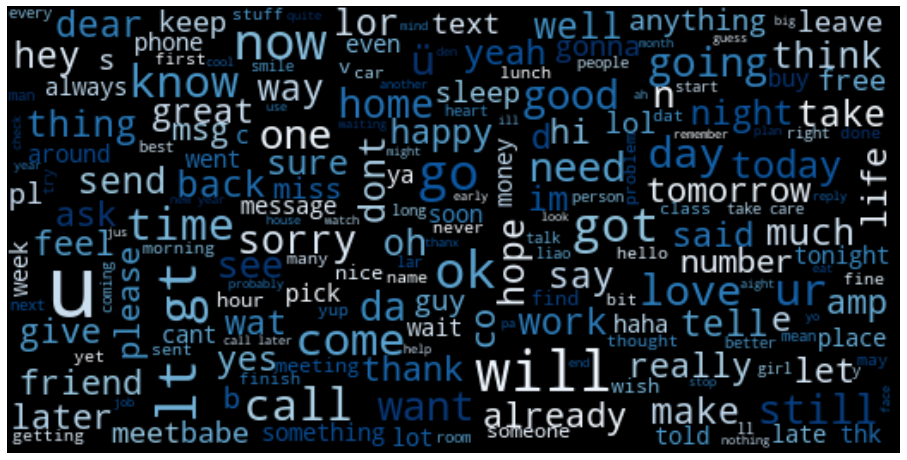 every stuff quite
dear keep now lor mind text well anything big leave
hey s phone even ü yeah gonna guess month think
first cool smile v car den lunch people going buy free
always know way home sleep good n start
man great another heart ah dat night take
thing msg c use one waiting happy ill hi lol remember plan right done
check around best went sure might dont ya go money d need problem day today reply
year try pl send back miss early im person tomorrow life
new year message long soon never class take care
ask time house watch look got said much
feel jus sorry oh hope talk hello
week morning see many nice lar thanx liao number tonight
coming name ok say fine
u please lt gt hour probably pick da guy find bit love aight ur eat amp
next give cant wat yup wait co work haha tell e yo place
call later come pa thought better mean
yet sent yes meeting help thank will end really girl let y may
friend finish wish stop
later job b call want already make still face
getting meet babe something lot room someone told ll nothing late thk